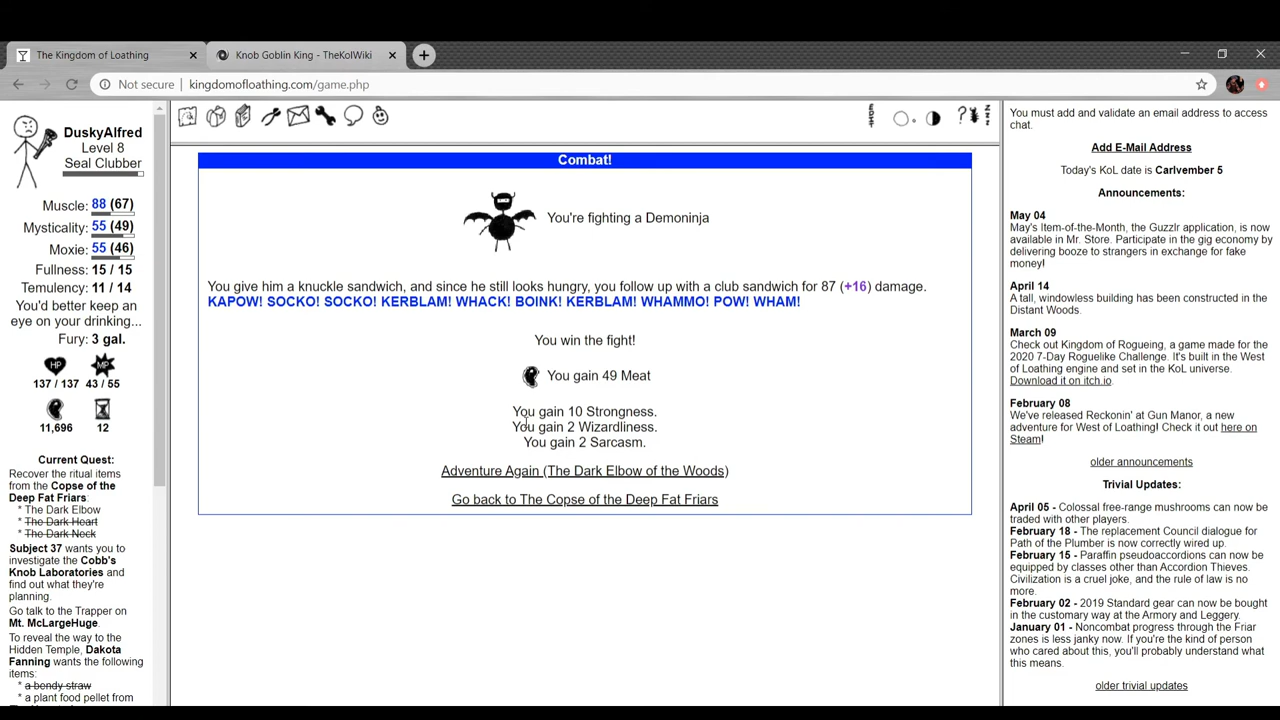 The Kingdom of Loathing
Knob Goblin King - TheKolWiki
Not secure
kingdomofloathing.com/game.php
DuskyAlfred
Level 8
Seal Clubber
Muscle: 88 (67)
Mysticality: 55 (49)
Moxie: 55 (46)
Fullness: 15 / 15
Temulency: 11 / 14
You'd better keep an
eye on your drinking...
Fury: 3 gal.
HP
MP
137 / 137
43 / 55
11,696
12
Current Quest:
Recover the ritual items
from the Copse of the
Deep Fat Friars:
* The Dark Elbow
* The Dark Heart
* The Dark Neck
Subject 37 wants you to
investigate the Cobb's
Knob Laboratories and
find out what they're
planning.
Go talk to the Trapper on
Mt. McLargeHuge.
To reveal the way to the
Hidden Temple, Dakota
Fanning wants the following
items:
* a bendy straw
* a plant food pellet from
Combat!
You're fighting a Demoninja
You give him a knuckle sandwich, and since he still looks hungry, you follow up with a club sandwich for 87 (+16) damage.
KAPOW! SOCKO! SOCKO! KERBLAM! WHACK! BOINK! KERBLAM! WHAMMO! POW! WHAM!
You win the fight!
You gain 49 Meat
You gain 10 Strongness.
You gain 2 Wizardliness.
You gain 2 Sarcasm.
Adventure Again (The Dark Elbow of the Woods)
Go back to The Copse of the Deep Fat Friars
You must add and validate an email address to access
chat.
Add E-Mail Address
Today's KoL date is Carlvember 5
Announcements:
May 04
May's Item-of-the-Month, the Guzzlr application, is now
available in Mr. Store. Participate in the gig economy by
delivering booze to strangers in exchange for fake
money!
April 14
A tall, windowless building has been constructed in the
Distant Woods.
March 09
Check out Kingdom of Rogueing, a game made for the
2020 7-Day Roguelike Challenge. It's built in the West
of Loathing engine and set in the KoL universe.
Download it on itch.io.
February 08
We've released Reckonin' at Gun Manor, a new
adventure for West of Loathing! Check it out here on
Steam!
older announcements
Trivial Updates:
April 05 - Colossal free-range mushrooms can now be
traded with other players.
February 18 - The replacement Council dialogue for
Path of the Plumber is now correctly wired up.
February 15 - Paraffin pseudoaccordions can now be
equipped by classes other than Accordion Thieves.
Civilization is a cruel joke, and the rule of law is no
more.
February 02 - 2019 Standard gear can now be bought
in the customary way at the Armory and Leggery.
January 01 - Noncombat progress through the Friar
zones is less janky now. If you're the kind of person
who cared about this, you'll probably understand what
this means.
older trivial updates